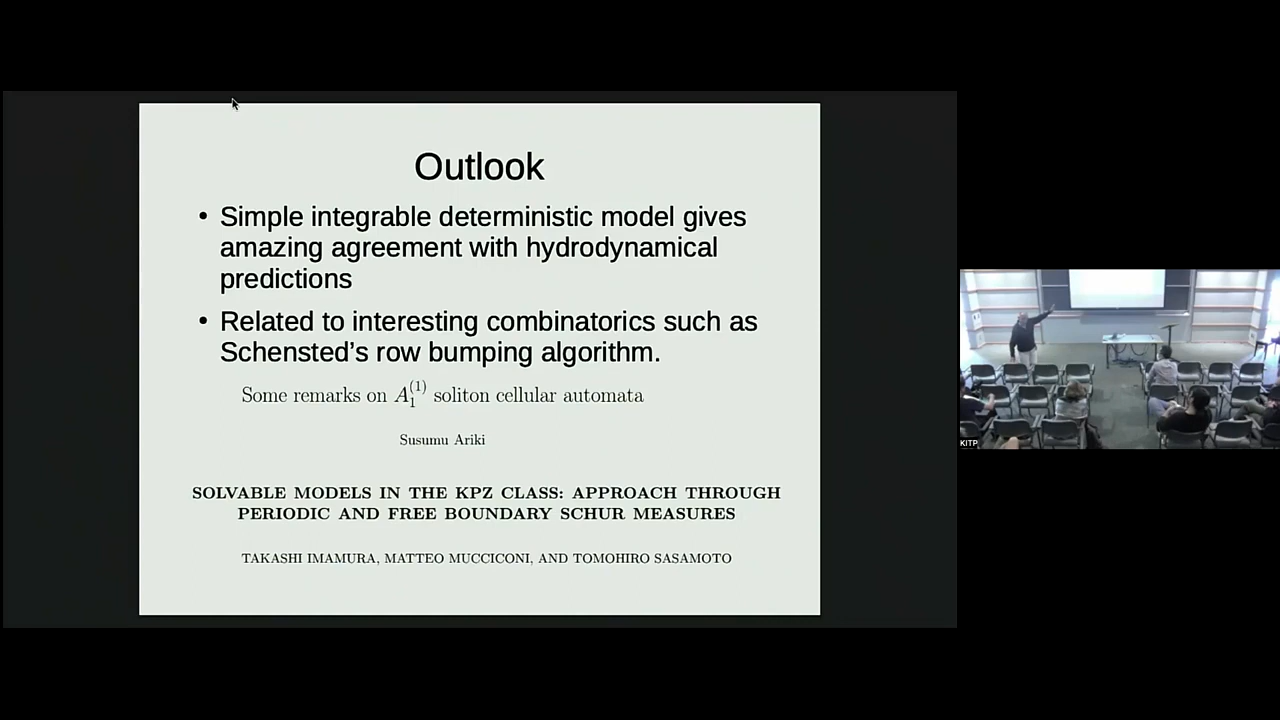 Outlook
• Simple integrable deterministic model gives
amazing agreement with hydrodynamical
predictions
• Related to interesting combinatorics such as
Schensted's row bumping algorithm.
Some remarks on $A_1^{(1)}$ soliton cellular automata
Susumu Ariki
SOLVABLE MODELS IN THE KPZ CLASS: APPROACH THROUGH
PERIODIC AND FREE BOUNDARY SCHUR MEASURES
TAKASHI IMAMURA, MATTEO MUCCICONI, AND TOMOHIRO SASAMOTO
KITP